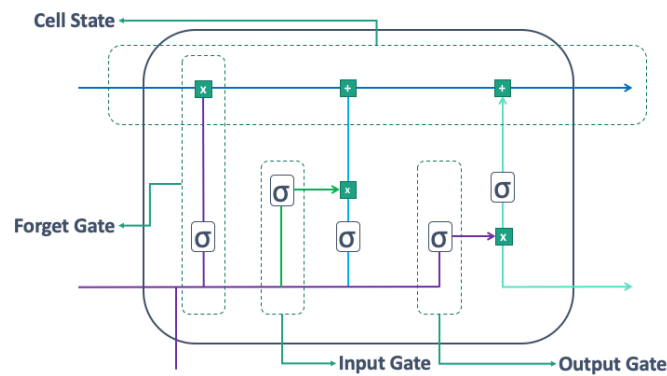 Cell State
x
+
+
σ
x
σ
Forget Gate
σ
σ
σ
x
Input Gate
Output Gate